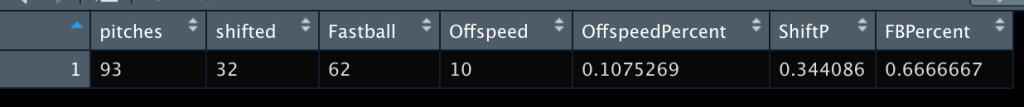 pitches shifted Fastball Offspeed OffspeedPercent ShiftP FBPercent
1 93 32 62 10 0.1075269 0.344086 0.6666667